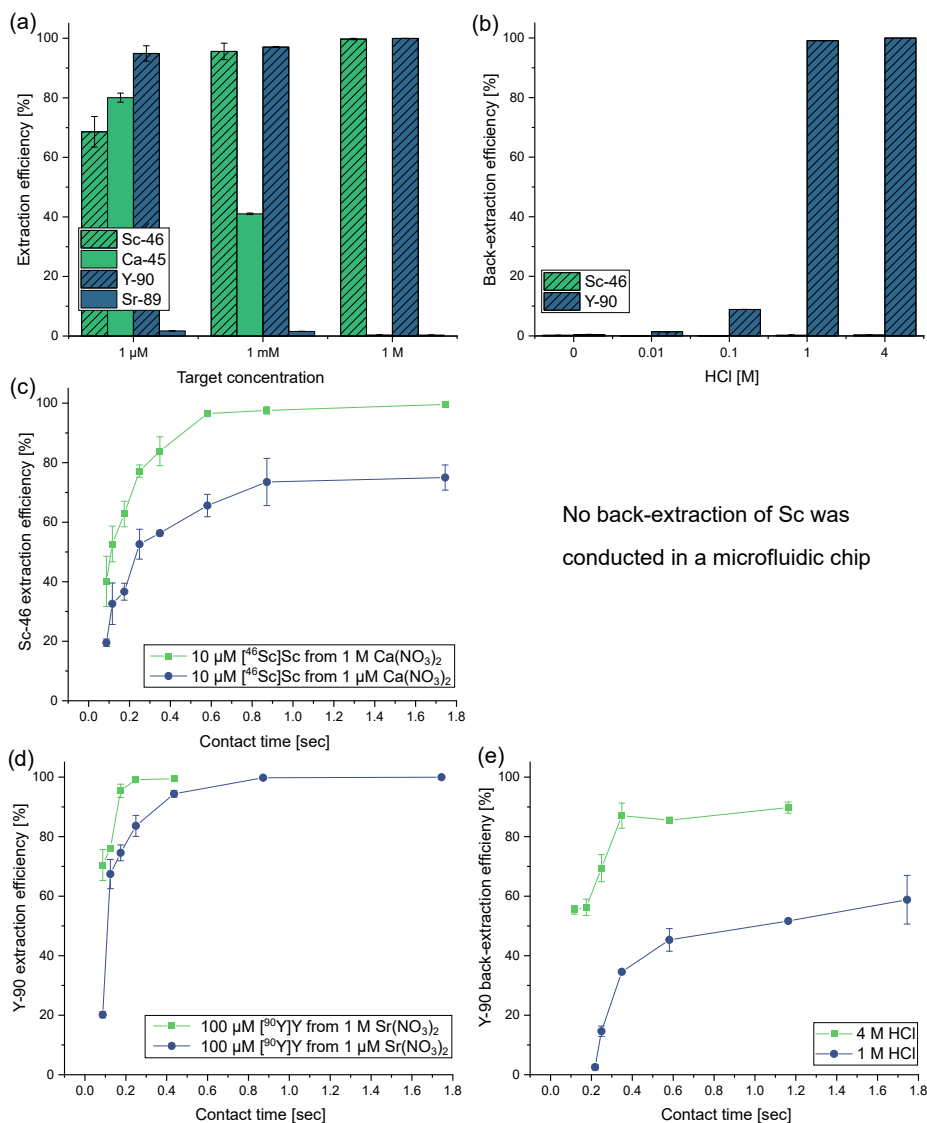 (a)
Extraction efficiency [%]
100
80
60
40
20
0
Sc-46
Ca-45
Y-90
Sr-89
1 µM
1 mM
1 M
Target concentration
(b)
Back-extraction efficiency [%]
100
80
60
40
20
0
Sc-46
Y-90
0
0.01
0.1
1
4
HCl [M]
(c)
Sc-46 extraction efficiency [%]
100
80
60
40
20
0
10 µM [⁴⁶Sc]Sc from 1 M Ca(NO₃)₂
10 µM [⁴⁶Sc]Sc from 1 µM Ca(NO₃)₂
0.0 0.2 0.4 0.6 0.8 1.0 1.2 1.4 1.6 1.8
Contact time [sec]
No back-extraction of Sc was
conducted in a microfluidic chip
(d)
Y-90 extraction efficiency [%]
100
80
60
40
20
0
100 µM [⁹⁰Y]Y from 1 M Sr(NO₃)₂
100 µM [⁹⁰Y]Y from 1 µM Sr(NO₃)₂
0.0 0.2 0.4 0.6 0.8 1.0 1.2 1.4 1.6 1.8
Contact time [sec]
(e)
Y-90 back-extraction efficieny [%]
100
80
60
40
20
0
4 M HCl
1 M HCl
0.0 0.2 0.4 0.6 0.8 1.0 1.2 1.4 1.6 1.8
Contact time [sec]